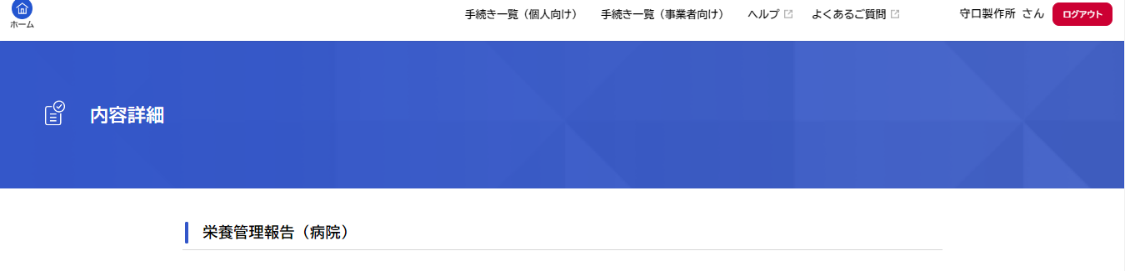 手続き一覧（個人向け） 手続き一覧（事業者向け） ヘルプ よくあるご質問 守口製作所 さん ログアウト
ホーム
内容詳細
栄養管理報告（病院）